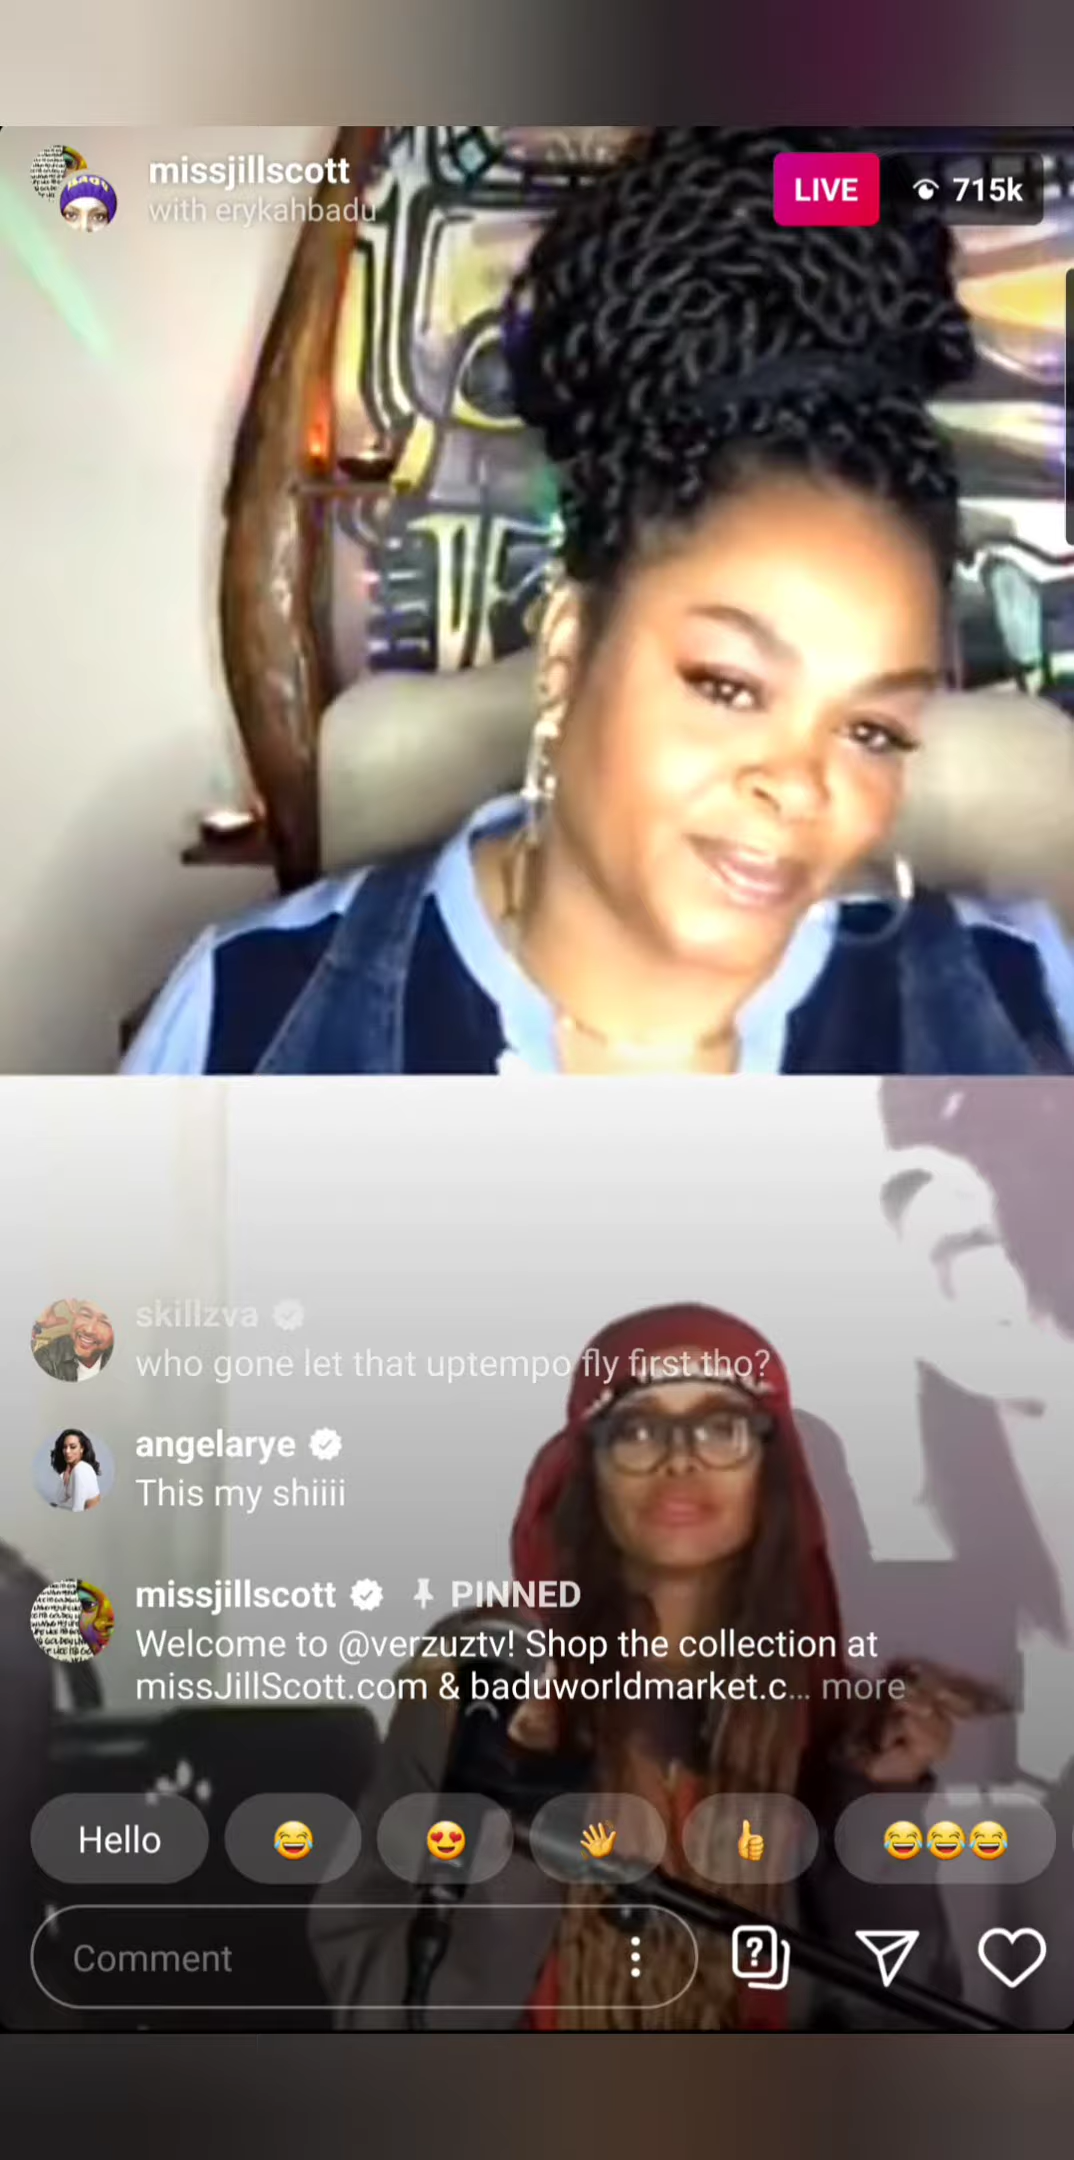 missjillscott
with erykahbadu
LIVE
715k
skillzva
who gone let that uptempo fly first tho?
angelarye
This my shiiii
missjillscott PINNED
Welcome to @verzuztv! Shop the collection at
missJillScott.com & baduworldmarket.c... more
Hello
Comment